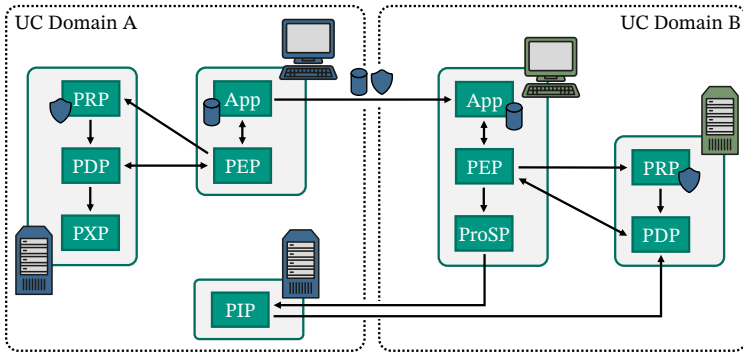 UC Domain A
UC Domain B
PRP
App
App
PDP
PEP
PEP
PRP
PXP
ProSP
PDP
PIP